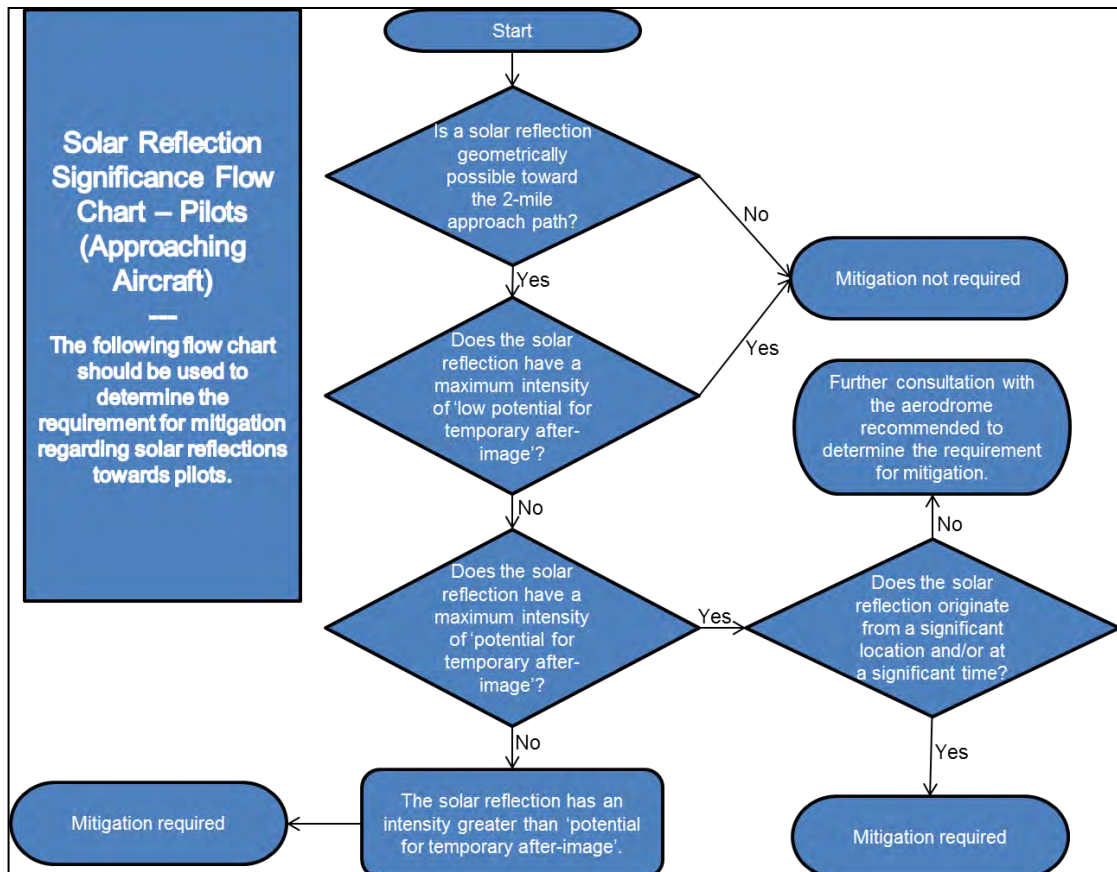 Solar Reflection
Significance Flow
Chart – Pilots
(Approaching
Aircraft)
—
The following flow chart
should be used to
determine the
requirement for mitigation
regarding solar reflections
towards pilots.
Start
Is a solar reflection
geometrically
possible toward
the 2-mile
approach path?
No
Yes
Mitigation not required
Does the solar
reflection have a
maximum intensity
of ‘low potential for
temporary after-
image’?
Yes
No
Further consultation with
the aerodrome
recommended to
determine the requirement
for mitigation.
Does the solar
reflection have a
maximum intensity
of ‘potential for
temporary after-
image’?
Yes
No
Does the solar
reflection originate
from a significant
location and/or at
a significant time?
No
Yes
The solar reflection has an
intensity greater than ‘potential
for temporary after-image’.
Mitigation required
Mitigation required